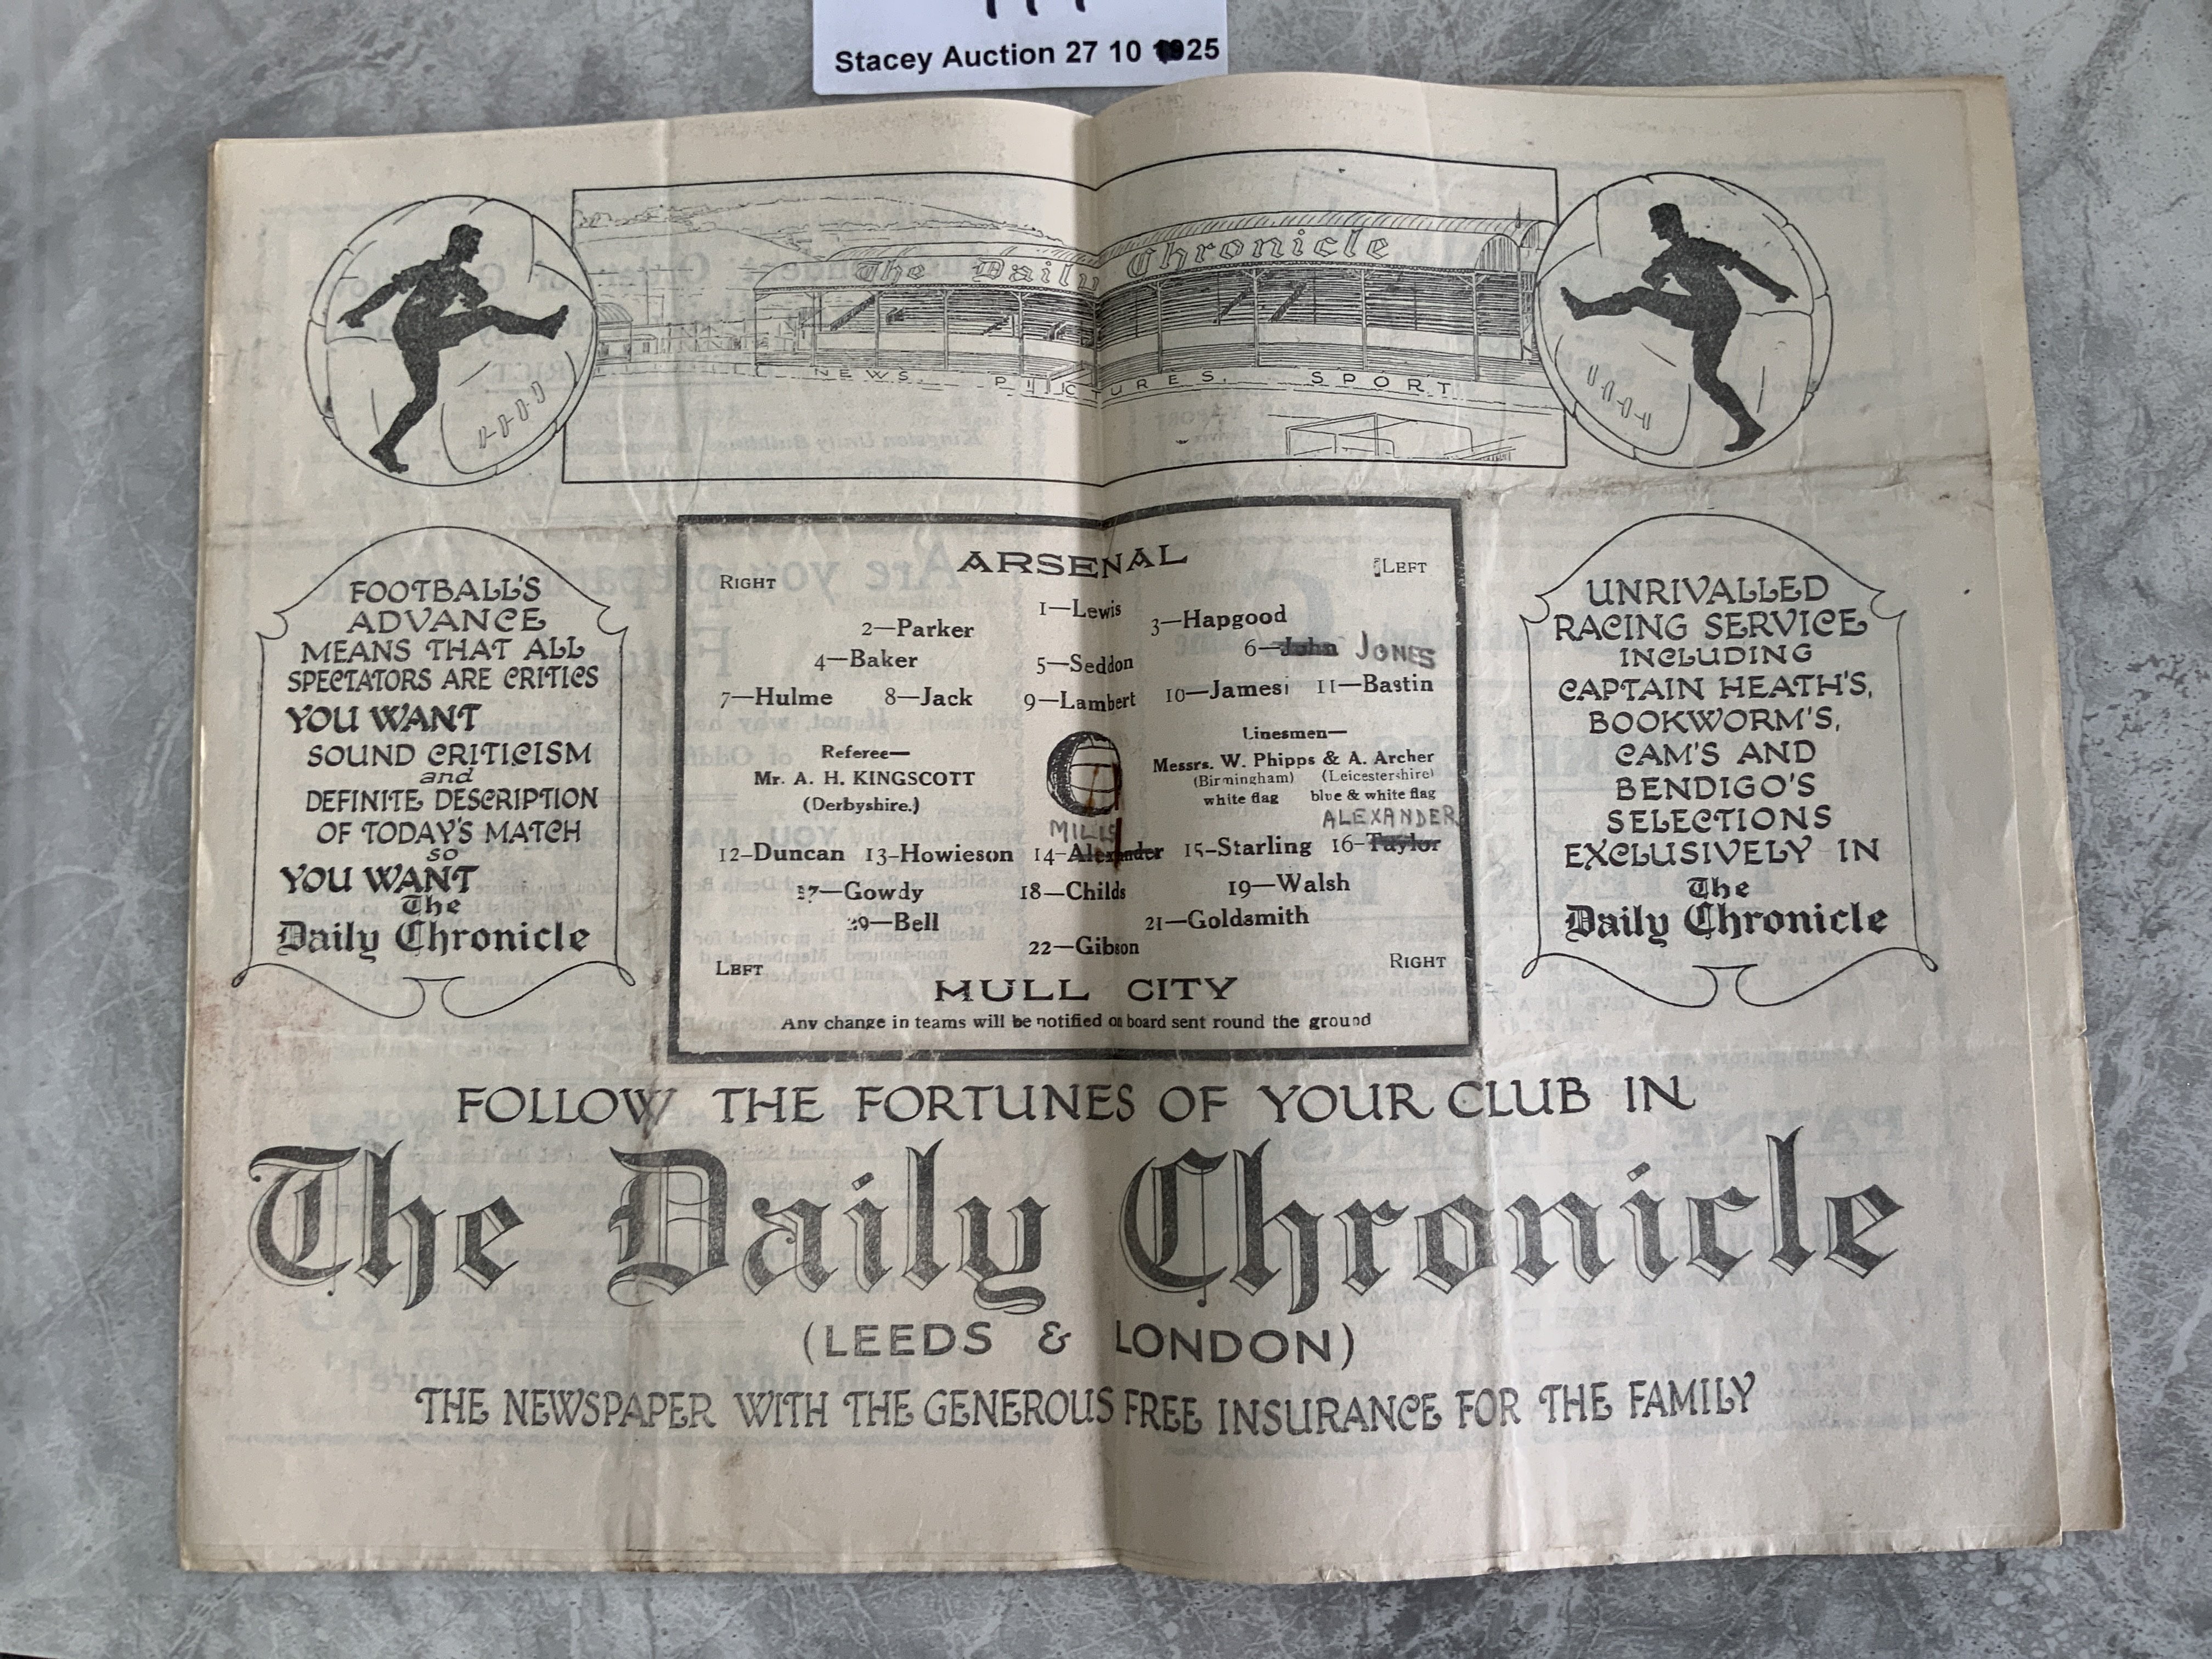 Stacey Auction 27 10 25
The Daily Chronicle
NEWS, PICTURES, SPORT
FOOTBALL'S
ADVANCE
MEANS THAT ALL
SPECTATORS ARE CRITICS
YOU WANT
SOUND CRITICISM
and
DEFINITE DESCRIPTION
OF TODAY'S MATCH
so
YOU WANT
The
Daily Chronicle
ARSENAL
RIGHT
LEFT
1—Lewis
2—Parker
3—Hapgood
4—Baker
5—Seddon
6—John JONES
7—Hulme
8—Jack
9—Lambert
10—James
11—Bastin
Referee—
Mr. A. H. KINGSCOTT
(Derbyshire.)
Linesmen—
Messrs. W. Phipps & A. Archer
(Birmingham) (Leicestershire)
white flag blue & white flag
MILLS
ALEXANDER
12-Duncan 13-Howieson 14-Alexander 15-Starling 16-Taylor
17—Gowdy 18—Childs 19—Walsh
29—Bell 21—Goldsmith
22—Gibson
LEFT
RIGHT
HULL CITY
Any change in teams will be notified on board sent round the ground
UNRIVALLED
RACING SERVICE
INCLUDING
CAPTAIN HEATH'S,
BOOKWORM'S,
CAM'S AND
BENDIGO'S
SELECTIONS
EXCLUSIVELY IN
The
Daily Chronicle
FOLLOW THE FORTUNES OF YOUR CLUB IN
The Daily Chronicle
(LEEDS & LONDON)
THE NEWSPAPER WITH THE GENEROUS FREE INSURANCE FOR THE FAMILY